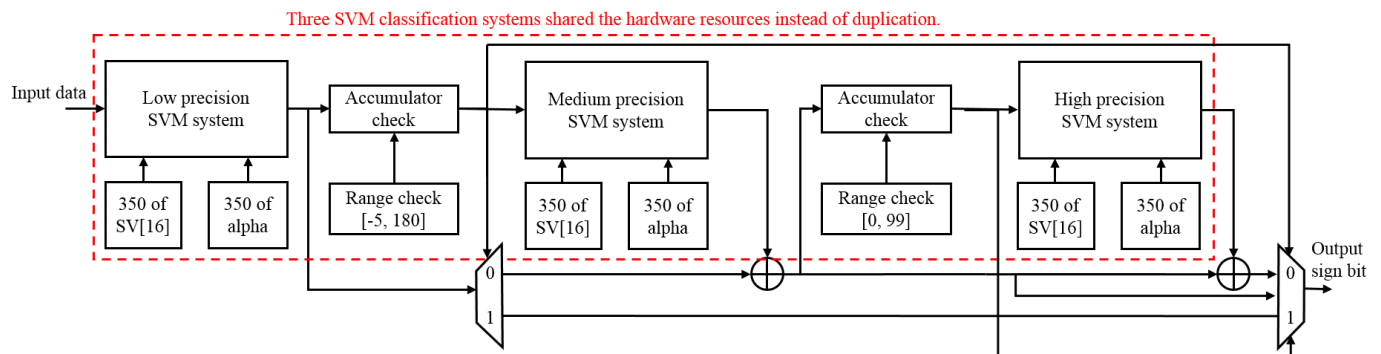 Three SVM classification systems shared the hardware resources instead of duplication.
Input data
Low precision
SVM system
Accumulator
check
Medium precision
SVM system
Accumulator
check
High precision
SVM system
350 of
SV[16]
350 of
alpha
Range check
[-5, 180]
350 of
SV[16]
350 of
alpha
Range check
[0, 99]
350 of
SV[16]
350 of
alpha
0
1
0
1
Output
sign bit